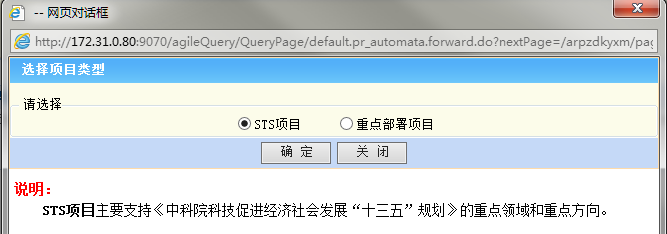 -- 网页对话框
http://172.31.0.80:9070/agileQuery/QueryPage/default.pr_automata.forward.do?nextPage=/arpzdkyxm/pag
选择项目类型
请选择
STS项目 重点部署项目
确 定 关 闭
说明：
STS项目主要支持《中科院科技促进经济社会发展“十三五”规划》的重点领域和重点方向。